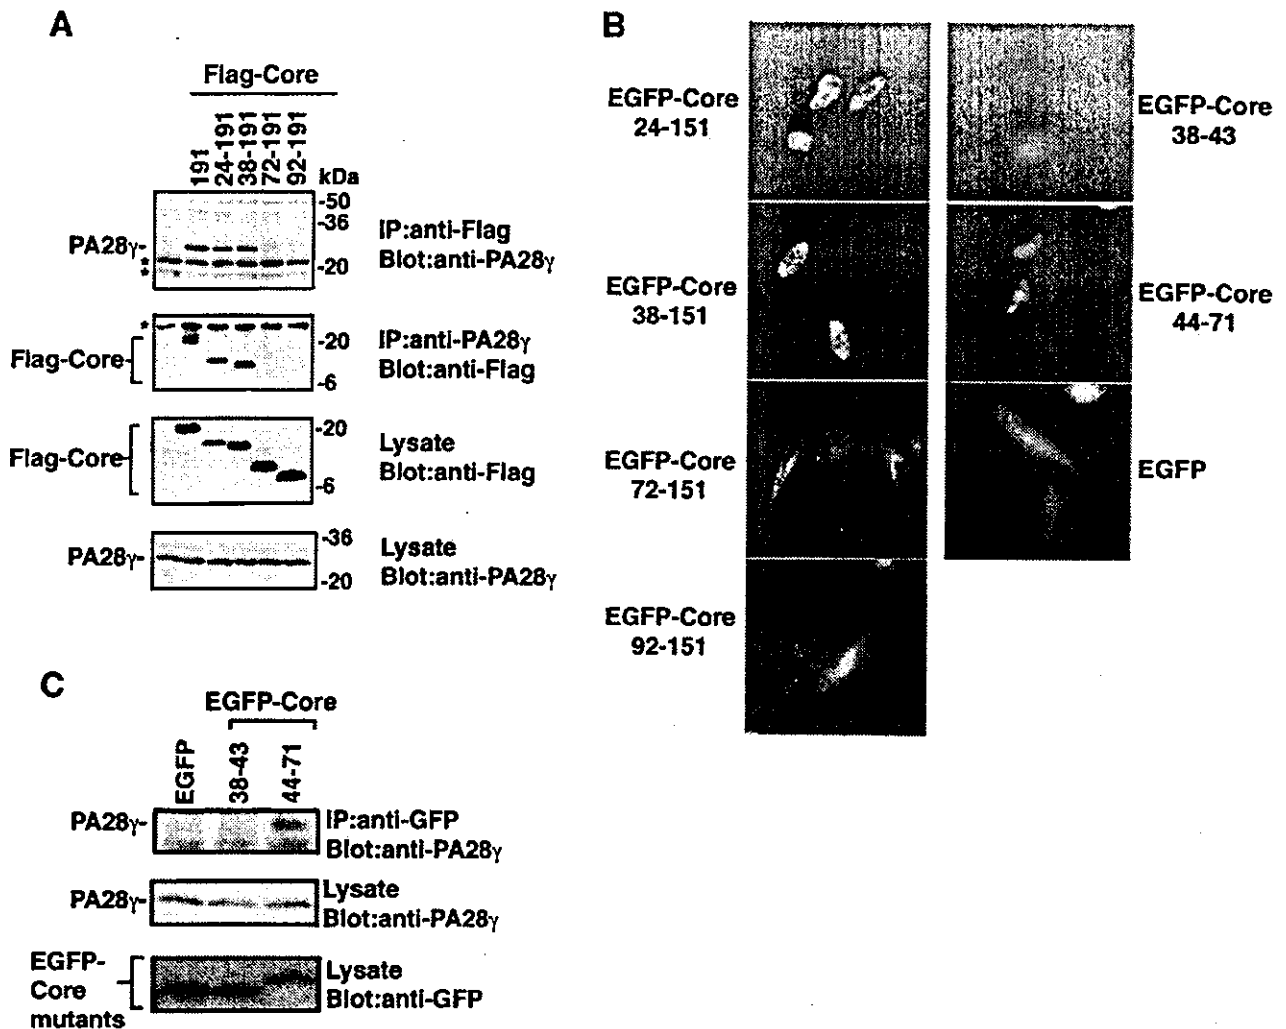 A
Flag-Core
191
24-191
38-191
72-191
92-191
kDa
-50
-36
PA28γ-
*
*
-20
IP:anti-Flag
Blot:anti-PA28γ
*
Flag-Core
-20
-6
IP:anti-PA28γ
Blot:anti-Flag
Flag-Core
-20
-6
Lysate
Blot:anti-Flag
PA28γ-
-36
-20
Lysate
Blot:anti-PA28γ
B
EGFP-Core
24-151
EGFP-Core
38-43
EGFP-Core
38-151
EGFP-Core
44-71
EGFP-Core
72-151
EGFP
EGFP-Core
92-151
C
EGFP-Core
EGFP
38-43
44-71
PA28γ-
IP:anti-GFP
Blot:anti-PA28γ
PA28γ-
Lysate
Blot:anti-PA28γ
EGFP-
Core
mutants
Lysate
Blot:anti-GFP